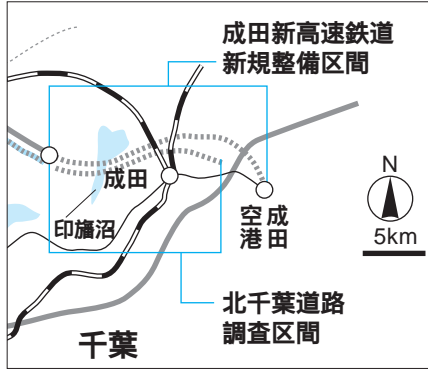 成田新高速鉄道
新規整備区間
成田
印旛沼
成田
空港
N
5km
北千葉道路
調査区間
千葉